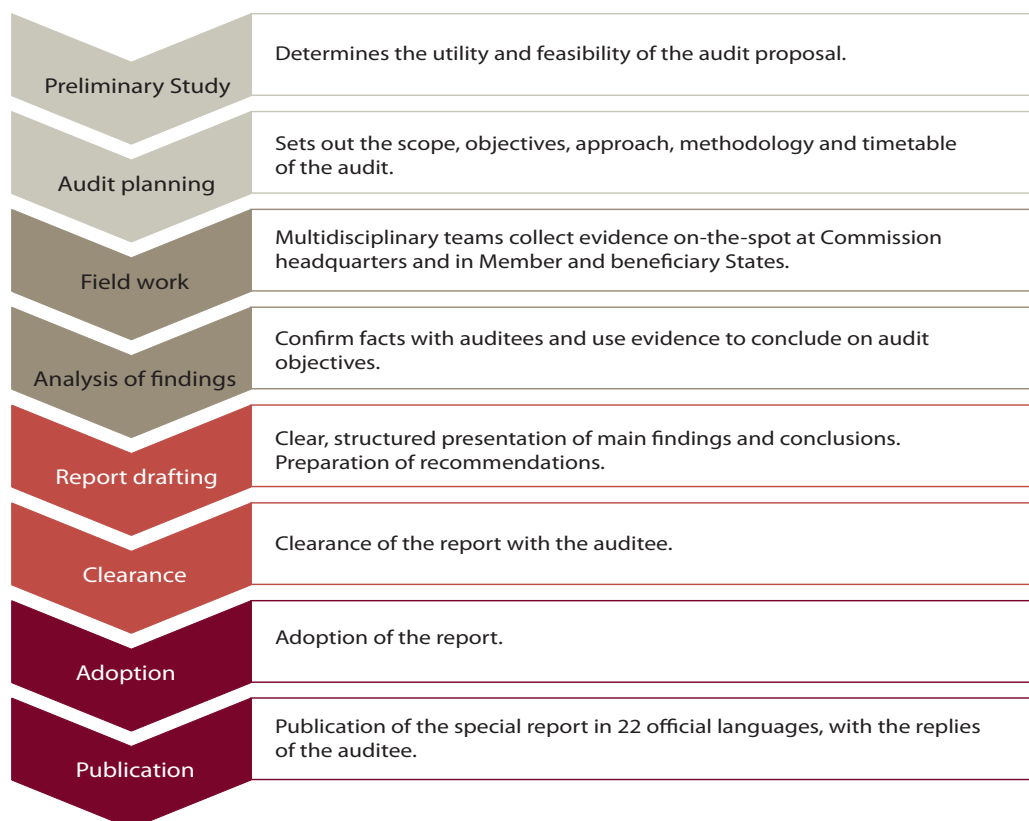 Preliminary Study
Determines the utility and feasibility of the audit proposal.
Audit planning
Sets out the scope, objectives, approach, methodology and timetable
of the audit.
Field work
Multidisciplinary teams collect evidence on-the-spot at Commission
headquarters and in Member and beneficiary States.
Analysis of findings
Confirm facts with auditees and use evidence to conclude on audit
objectives.
Report drafting
Clear, structured presentation of main findings and conclusions.
Preparation of recommendations.
Clearance
Clearance of the report with the auditee.
Adoption
Adoption of the report.
Publication
Publication of the special report in 22 official languages, with the replies
of the auditee.